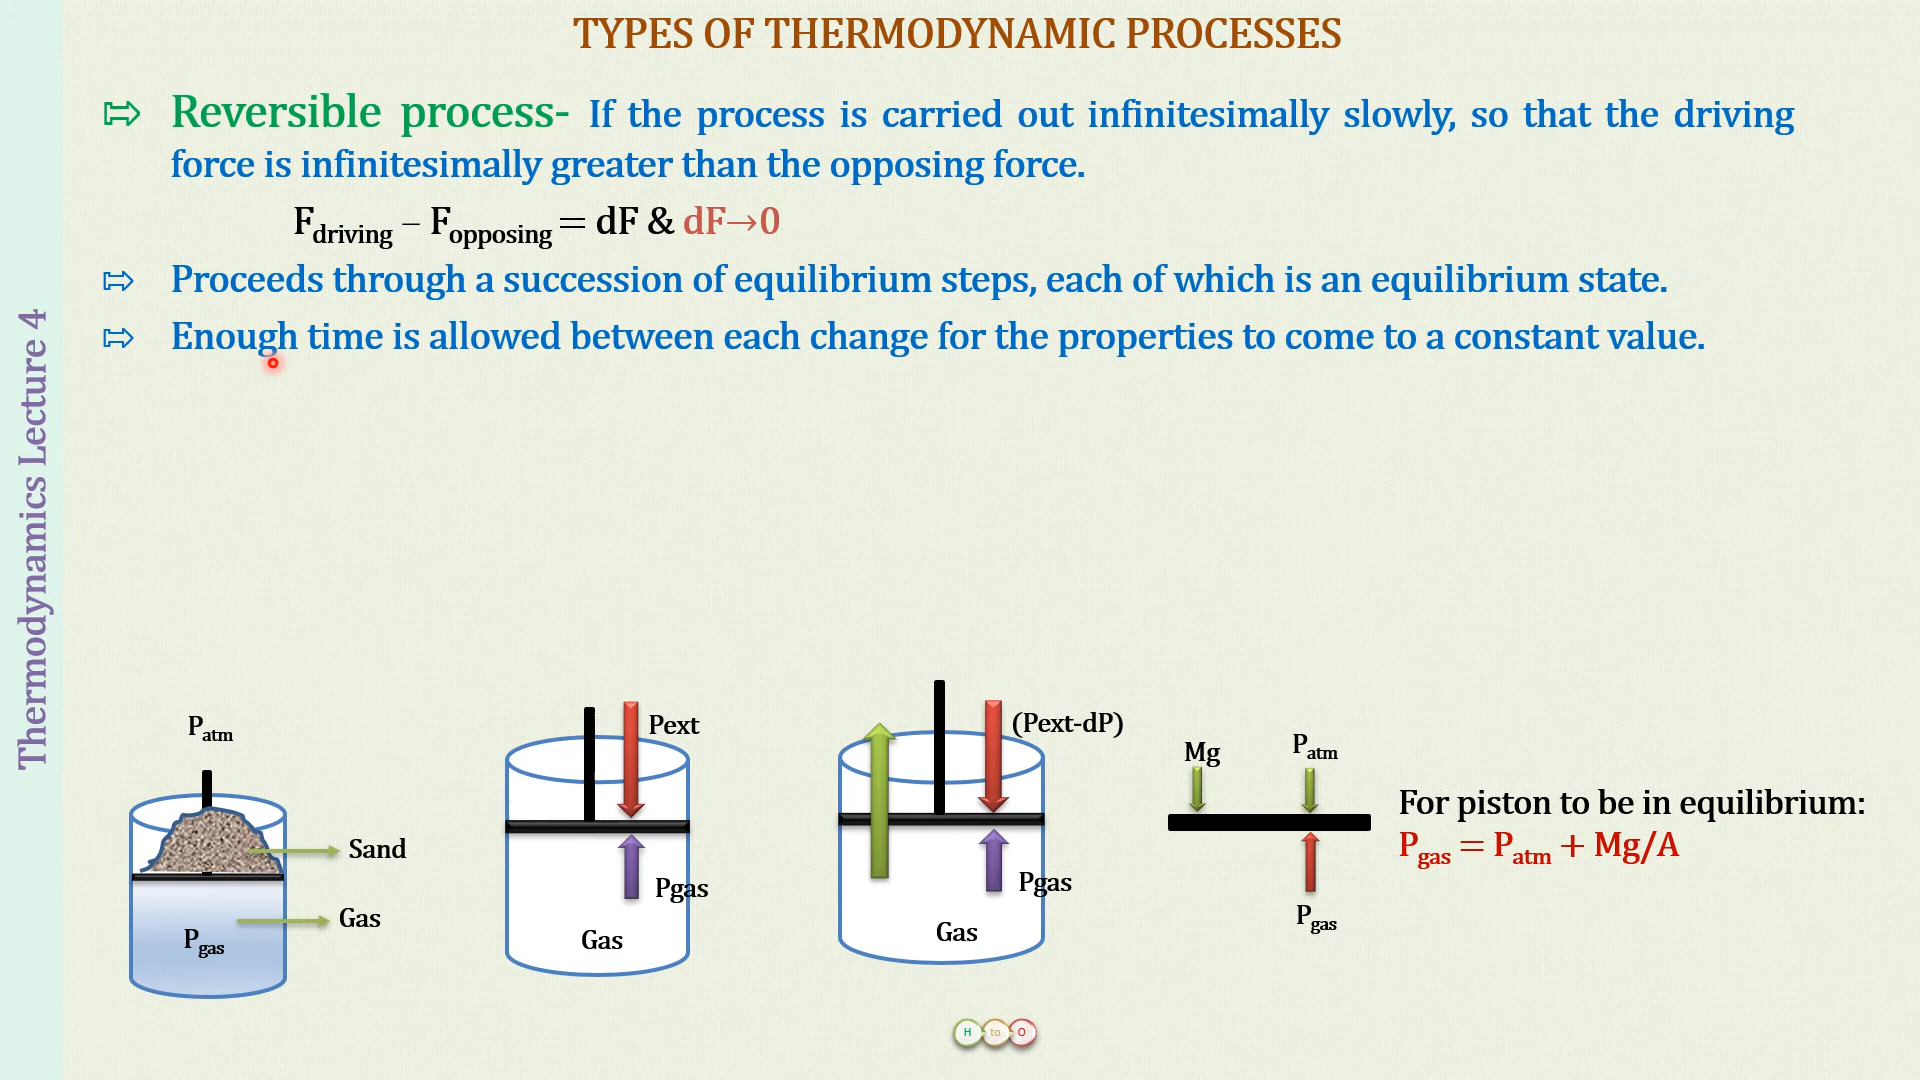 TYPES OF THERMODYNAMIC PROCESSES
Reversible process- If the process is carried out infinitesimally slowly, so that the driving
force is infinitesimally greater than the opposing force.
Fdriving – Fopposing = dF & dF→0
Proceeds through a succession of equilibrium steps, each of which is an equilibrium state.
Enough time is allowed between each change for the properties to come to a constant value.
Thermodynamics Lecture 4
Patm
Sand
Gas
Pgas
Pext
Pgas
Gas
(Pext-dP)
Pgas
Gas
Mg
Patm
Pgas
For piston to be in equilibrium:
Pgas = Patm + Mg/A
H to O